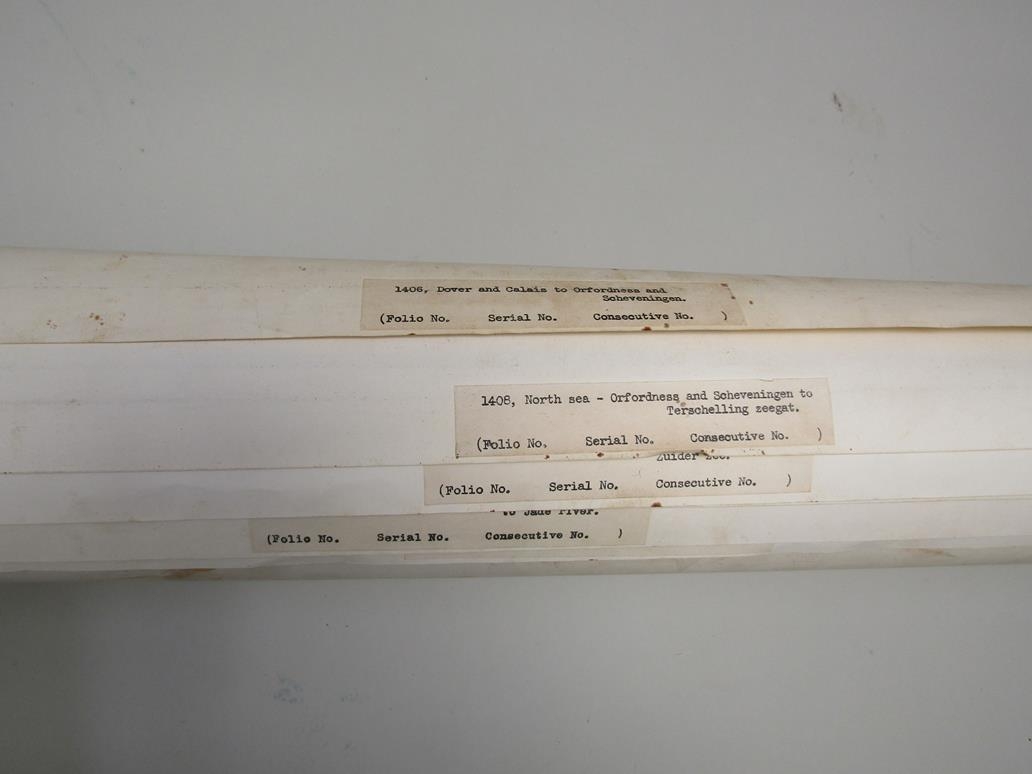 1406, Dover and Calais to Orfordness and
Scheveningen.
(Folio No. Serial No. Consecutive No. )
1408, North sea - Orfordness and Scheveningen to
Terschelling zeegat.
(Folio No. Serial No. Consecutive No. )
Zuider Zee.
(Folio No. Serial No. Consecutive No. )
to Jade river.
(Folio No. Serial No. Consecutive No. )